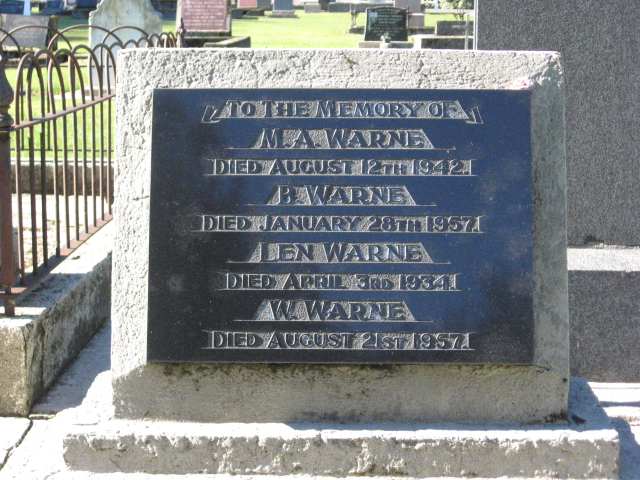 TO THE MEMORY OF
M.A. WARNE
DIED AUGUST 12TH 1942.
B. WARNE
DIED JANUARY 28TH 1957.
LEN WARNE
DIED APRIL 3RD 1934.
W. WARNE
DIED AUGUST 21ST 1957.